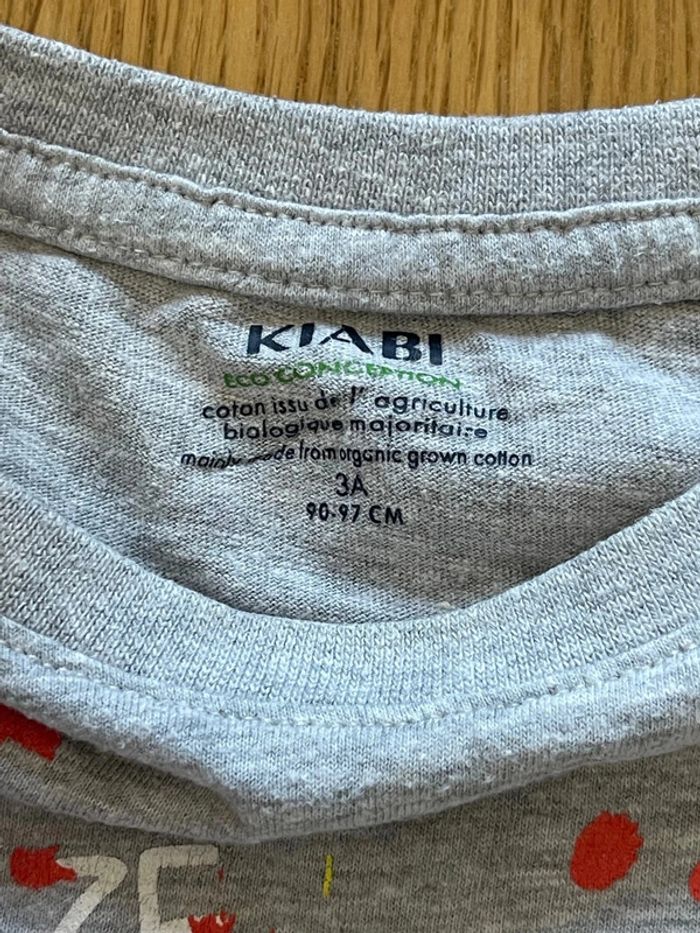 KIABI
ECO CONCEPTION
coton issu de l' agriculture
biologique majoritaire
mainly made from organic grown cotton
3A
90-97 CM